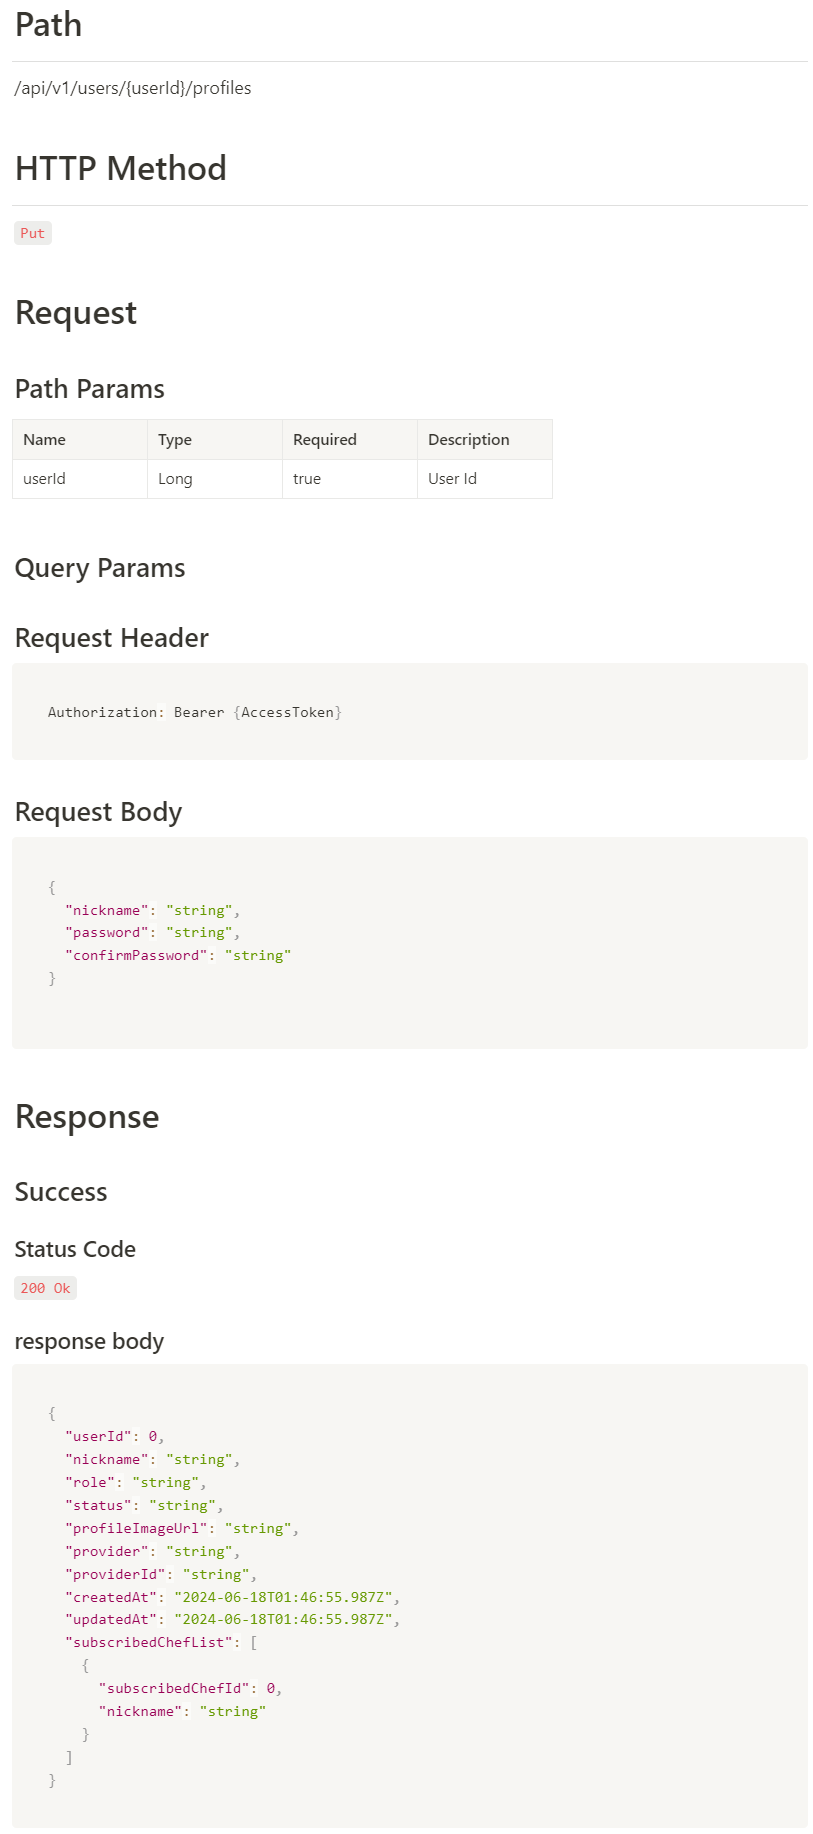 Path
/api/v1/users/{userId}/profiles
HTTP Method
Put
Request
Path Params
Name Type Required Description
userId Long true User Id
Query Params
Request Header
Authorization: Bearer {AccessToken}
Request Body
{
  "nickname": "string",
  "password": "string",
  "confirmPassword": "string"
}
Response
Success
Status Code
200 Ok
response body
{
  "userId": 0,
  "nickname": "string",
  "role": "string",
  "status": "string",
  "profileImageUrl": "string",
  "provider": "string",
  "providerId": "string",
  "createdAt": "2024-06-18T01:46:55.987Z",
  "updatedAt": "2024-06-18T01:46:55.987Z",
  "subscribedChefList": [
    {
      "subscribedChefId": 0,
      "nickname": "string"
    }
  ]
}